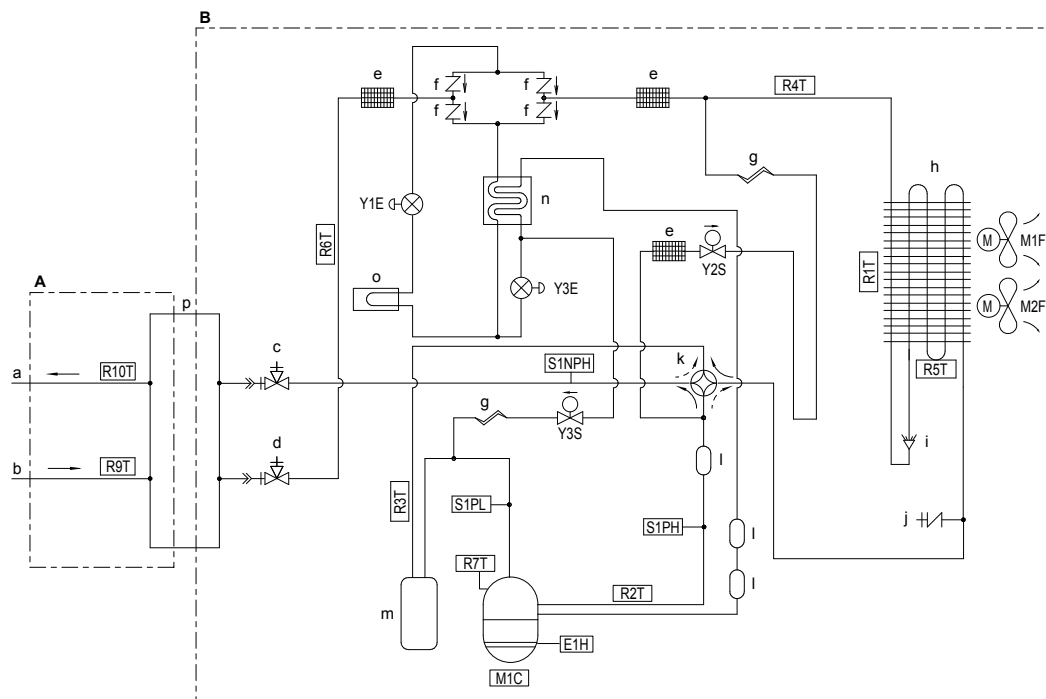 B
e
f
f
f
f
e
R4T
g
h
n
Y1E
R6T
e
Y2S
R1T
M
M1F
A
p
o
Y3E
M
M2F
c
S1NPH
k
R5T
a
R10T
g
Y3S
d
b
R9T
l
i
R3T
S1PL
S1PH
j
l
R7T
m
R2T
l
E1H
M1C